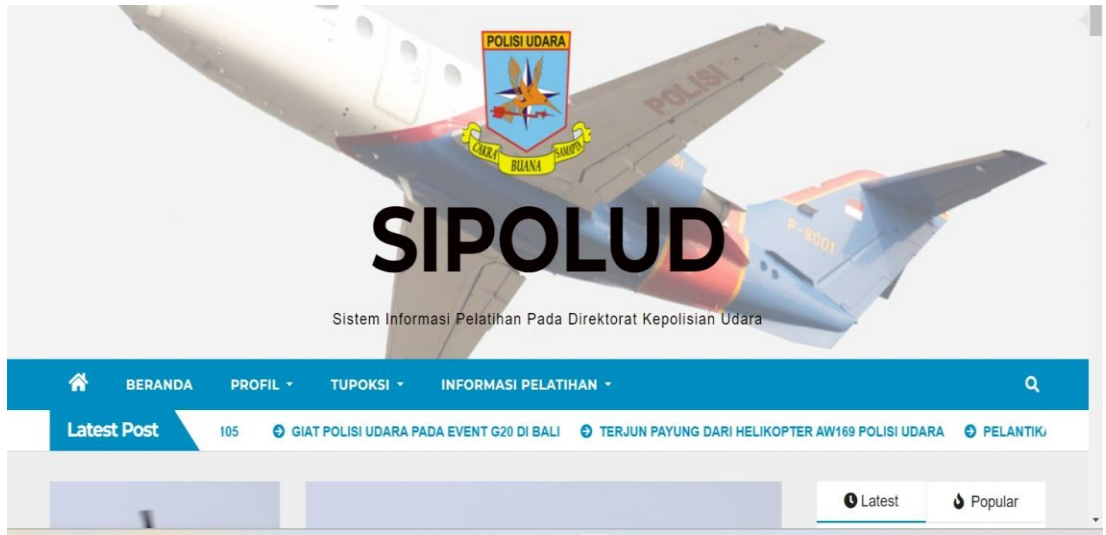 POLISI UDARA
CAKRA BUANA SAMAPTA
POLISI
P-8001
SIPOLUD
Sistem Informasi Pelatihan Pada Direktorat Kepolisian Udara
BERANDA PROFIL TUPOKSI INFORMASI PELATIHAN
Latest Post 105 GIAT POLISI UDARA PADA EVENT G20 DI BALI TERJUN PAYUNG DARI HELIKOPTER AW169 POLISI UDARA PELANTIK
Latest Popular